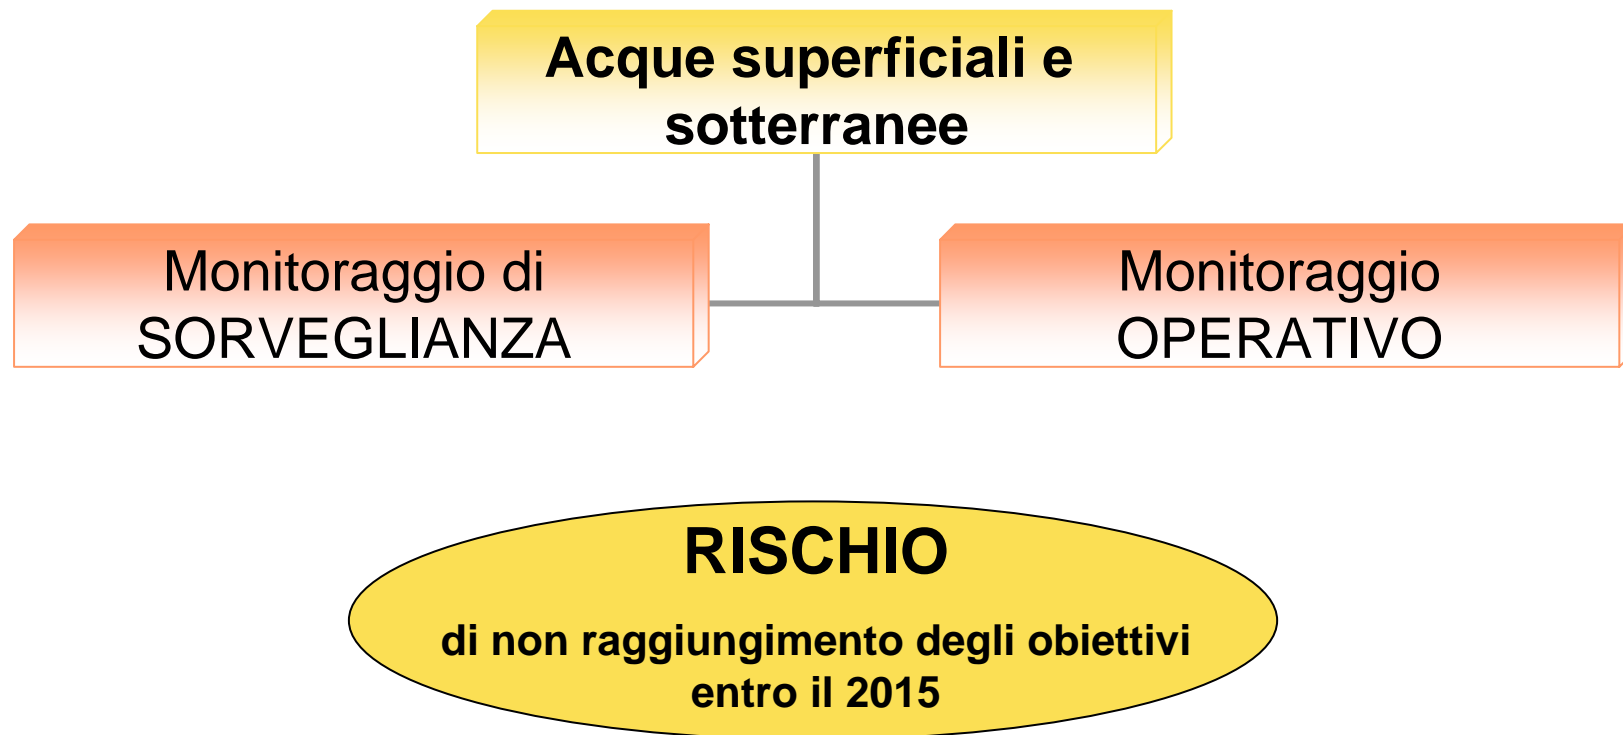 Acque superficiali e
sotterranee
Monitoraggio di
SORVEGLIANZA
Monitoraggio
OPERATIVO
RISCHIO
di non raggiungimento degli obiettivi
entro il 2015